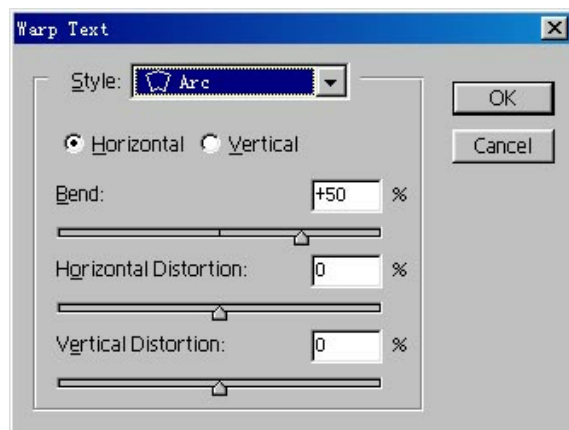 Warp Text
Style: Arc
OK
Horizontal Vertical
Cancel
Bend: +50 %
Horizontal Distortion: 0 %
Vertical Distortion: 0 %